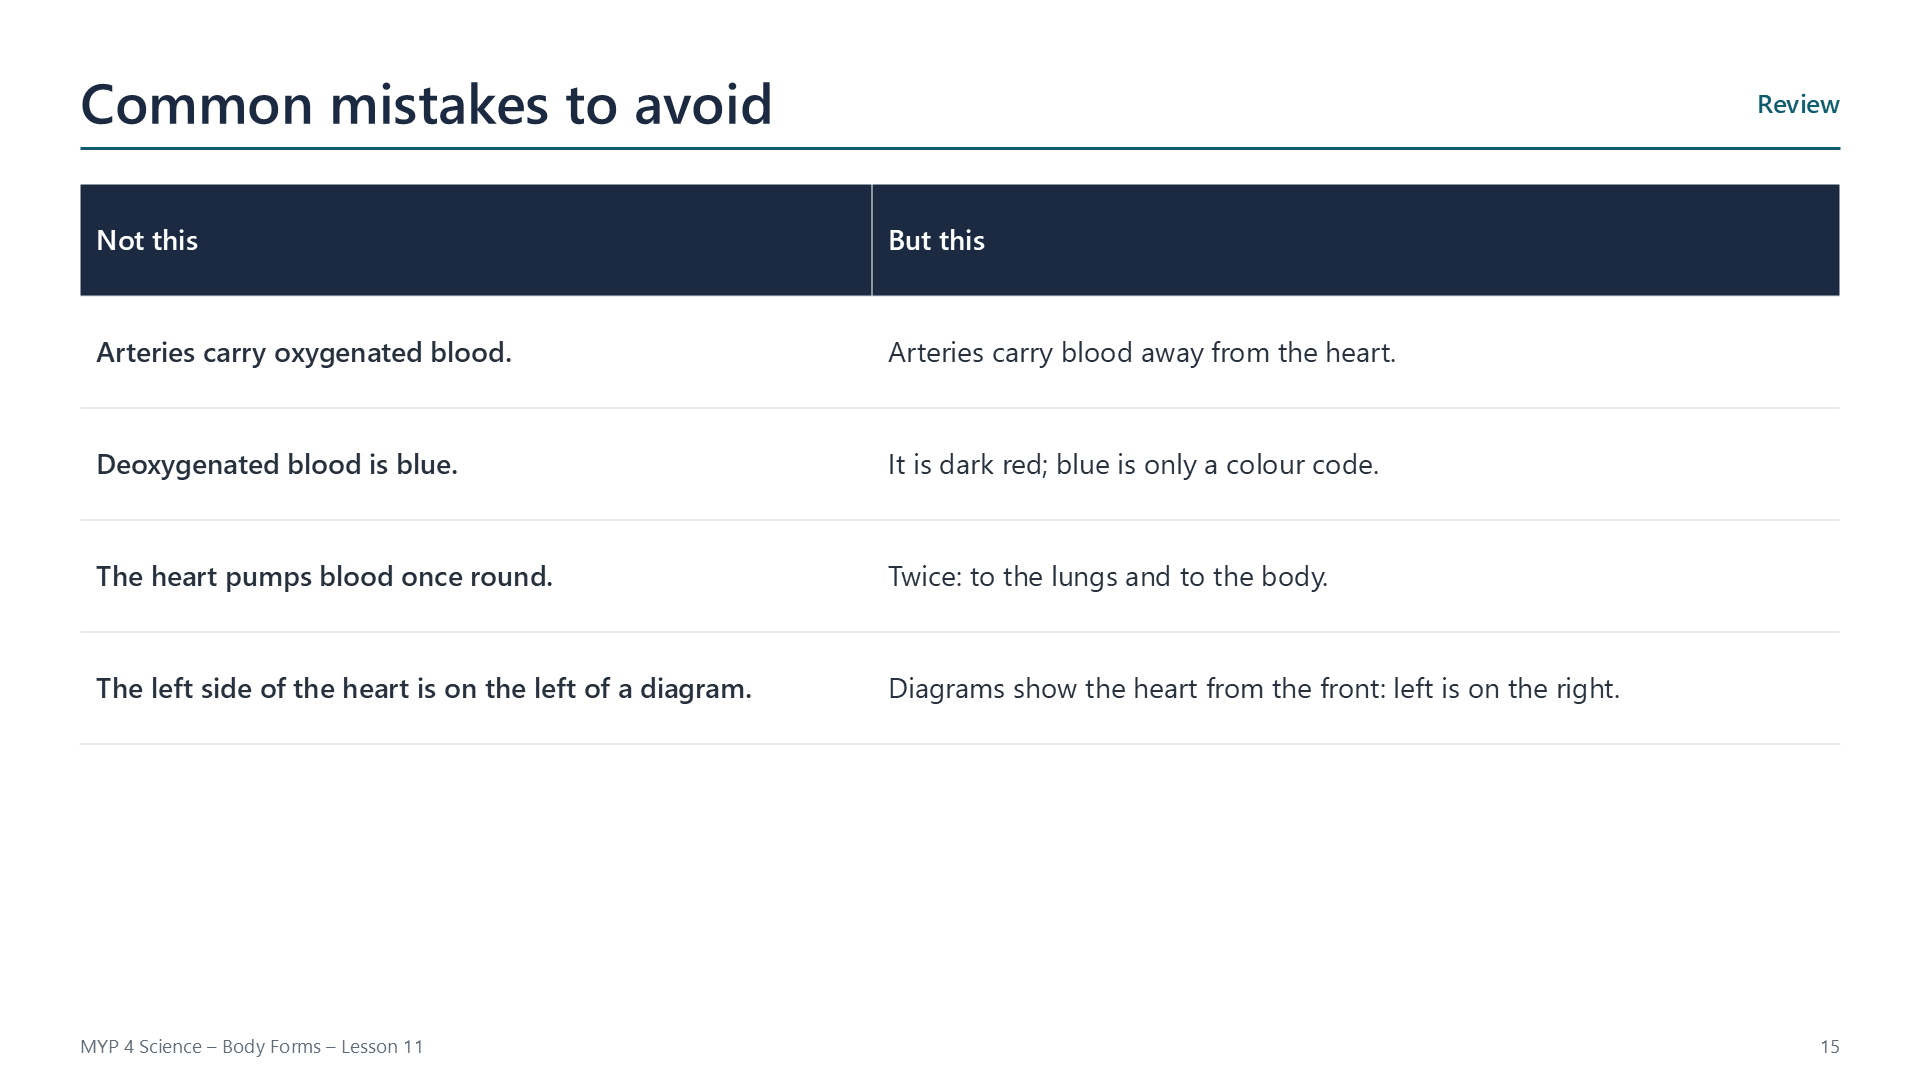 Common mistakes to avoid
Review
Not this
But this
Arteries carry oxygenated blood.
Arteries carry blood away from the heart.
Deoxygenated blood is blue.
It is dark red; blue is only a colour code.
The heart pumps blood once round.
Twice: to the lungs and to the body.
The left side of the heart is on the left of a diagram.
Diagrams show the heart from the front: left is on the right.
MYP 4 Science – Body Forms – Lesson 11
15